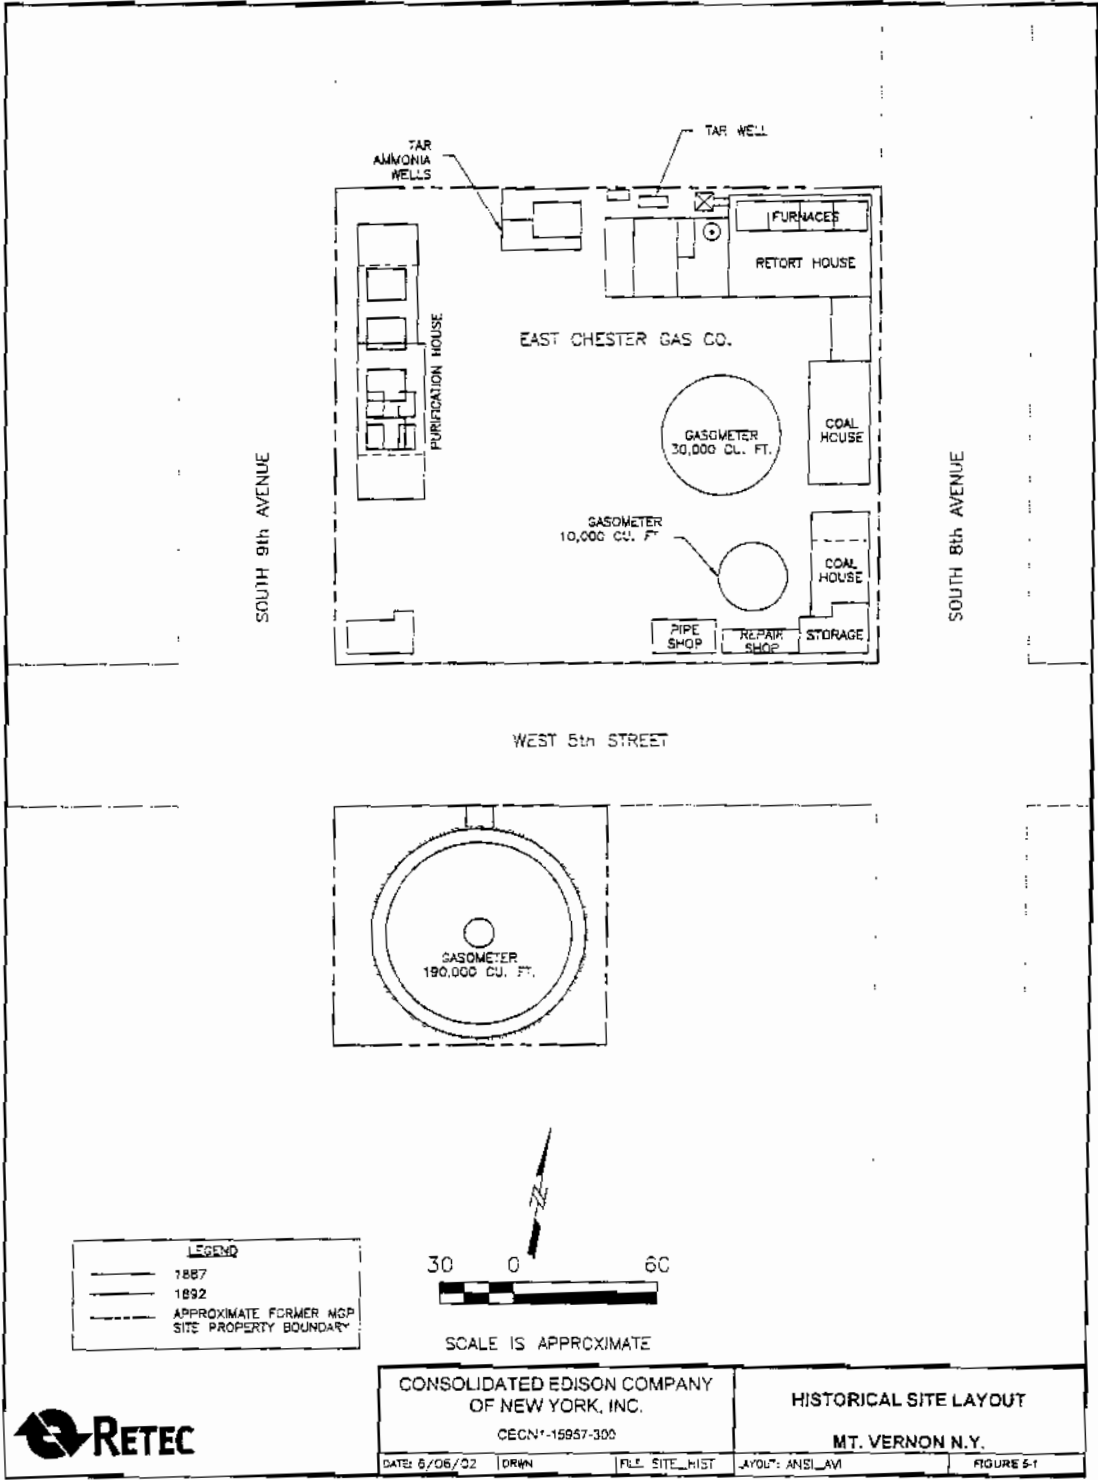 TAR WELL
TAR
AMMONIA
WELLS
FURNACES
RETORT HOUSE
EAST CHESTER GAS CO.
PURIFICATION HOUSE
GASOMETER
30,000 CU. FT.
COAL
HOUSE
SOUTH 9th AVENUE
SOUTH 8th AVENUE
GASOMETER
10,000 CU. FT
COAL
HOUSE
PIPE
SHOP
REPAIR
SHOP
STORAGE
WEST 5th STREET
GASOMETER
190,000 CU. FT.
N
LEGEND
1887
1892
APPROXIMATE FORMER MGP
SITE PROPERTY BOUNDARY
30 0 60
SCALE IS APPROXIMATE
RETEC
CONSOLIDATED EDISON COMPANY
OF NEW YORK, INC.
CECN1-15957-300
HISTORICAL SITE LAYOUT
MT. VERNON N.Y.
DATE: 6/06/02 DRWN FILE SITE_HIST LAYOUT: ANSI_AVI FIGURE 5-1